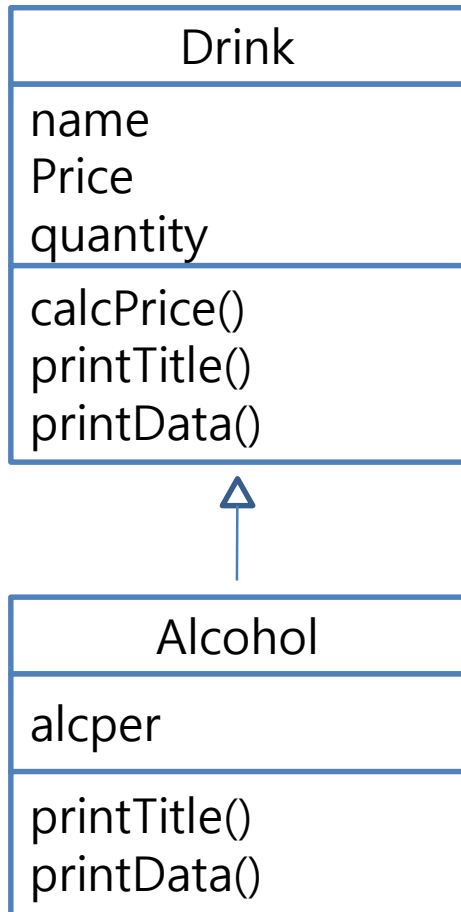 Drink
name
Price
quantity
calcPrice()
printTitle()
printData()
Alcohol
alcper
printTitle()
printData()